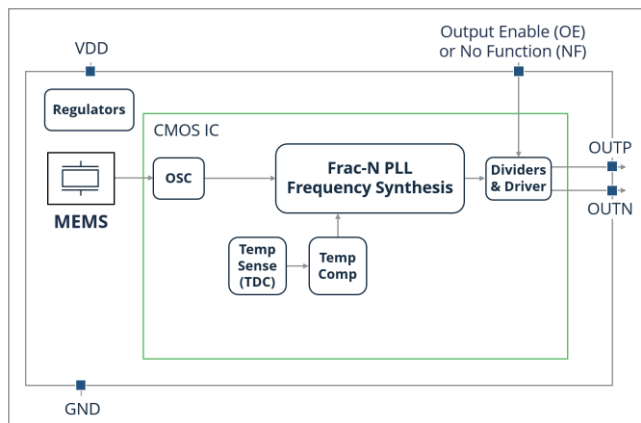 VDD
Output Enable (OE)
or No Function (NF)
Regulators
CMOS IC
OUTP
OSC
Frac-N PLL
Frequency Synthesis
Dividers
& Driver
MEMS
OUTN
Temp
Sense
(TDC)
Temp
Comp
GND